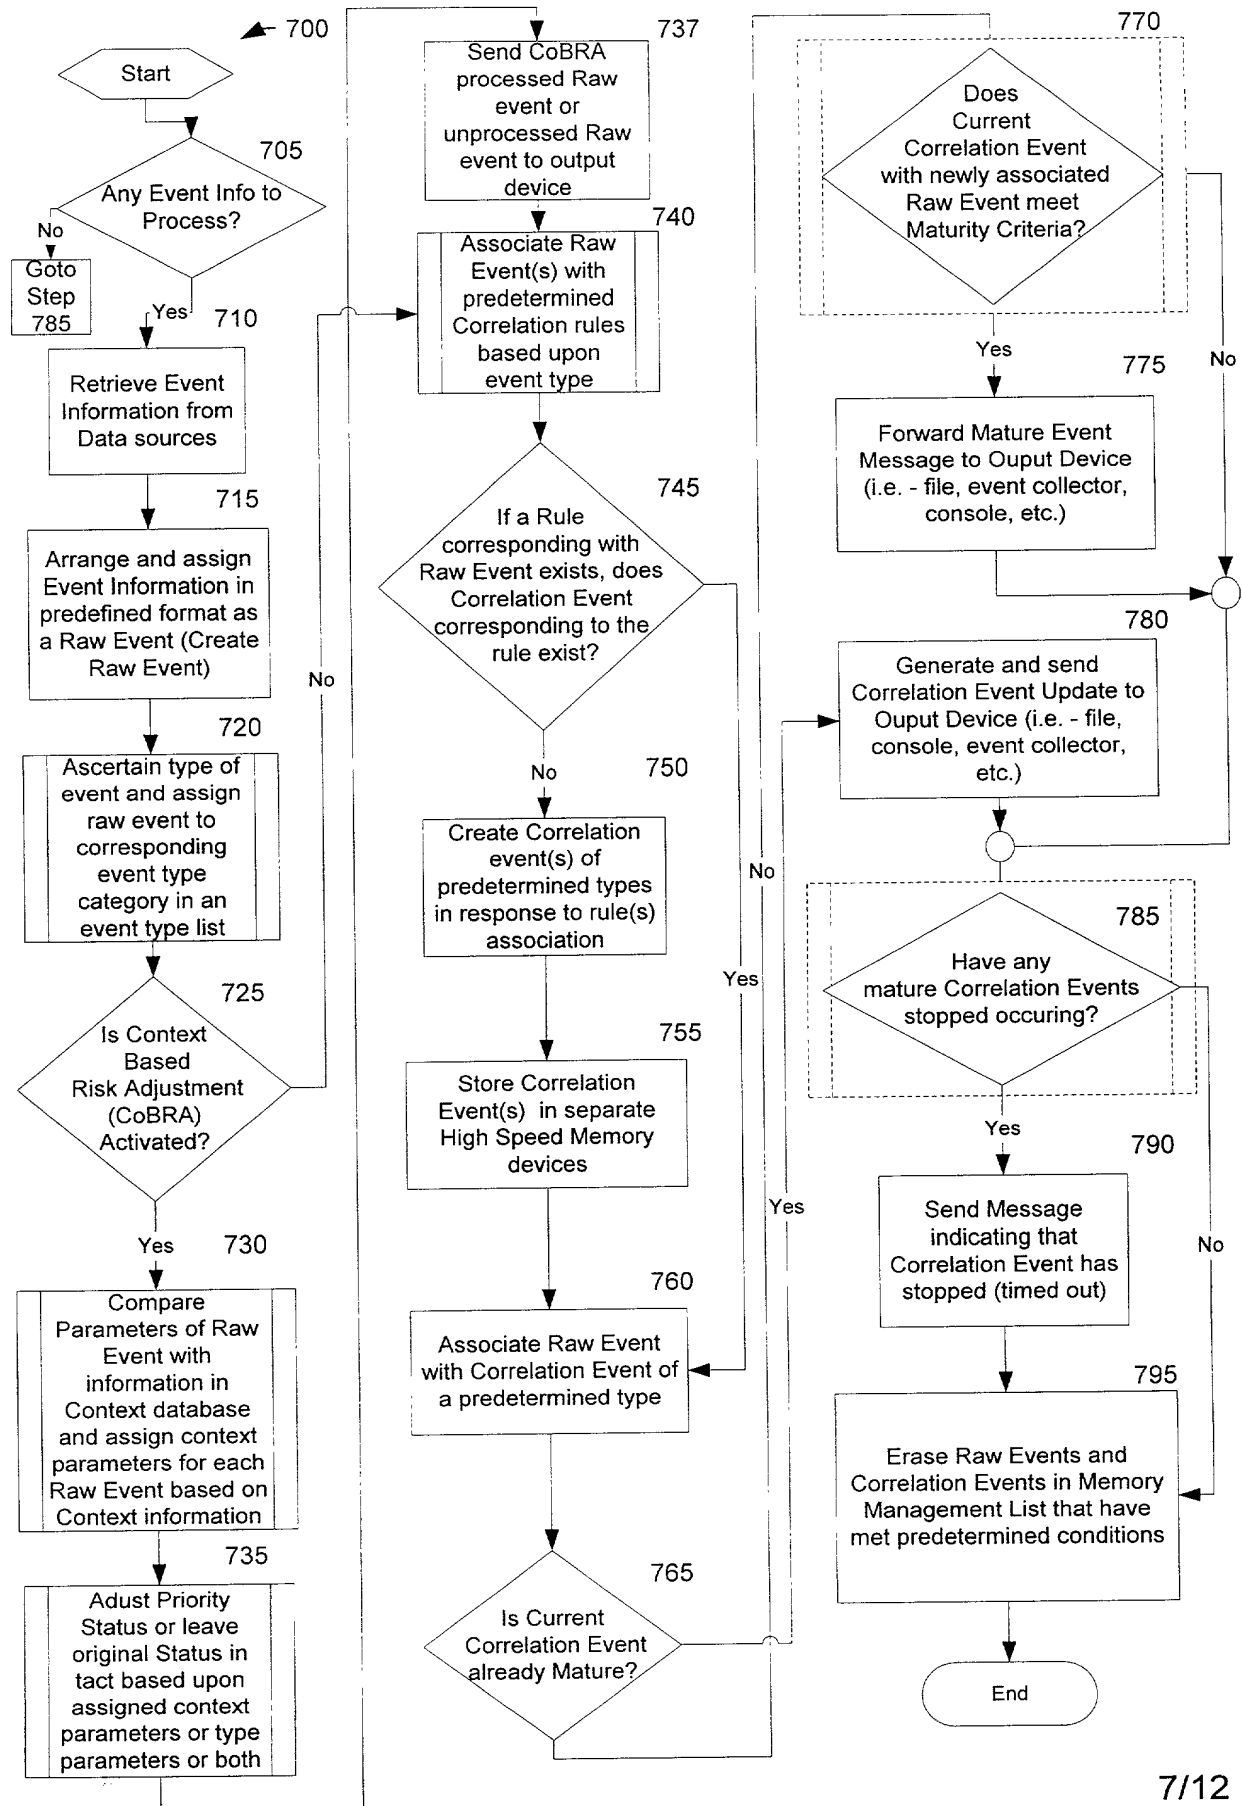 700
Start
705
Any Event Info to
Process?
No
Goto
Step
785
Yes
710
Retrieve Event
Information from
Data sources
715
Arrange and assign
Event Information in
predefined format as
a Raw Event (Create
Raw Event)
720
Ascertain type of
event and assign
raw event to
corresponding
event type
category in an
event type list
725
Is Context
Based
Risk Adjustment
(CoBRA)
Activated?
No
Yes
730
Compare
Parameters of Raw
Event with
information in
Context database
and assign context
parameters for each
Raw Event based on
Context information
735
Adust Priority
Status or leave
original Status in
tact based upon
assigned context
parameters or type
parameters or both
737
Send CoBRA
processed Raw
event or
unprocessed Raw
event to output
device
740
Associate Raw
Event(s) with
predetermined
Correlation rules
based upon
event type
745
If a Rule
corresponding with
Raw Event exists, does
Correlation Event
corresponding to the
rule exist?
No
750
Create Correlation
event(s) of
predetermined types
in response to rule(s)
association
Yes
755
Store Correlation
Event(s) in separate
High Speed Memory
devices
760
Associate Raw Event
with Correlation Event of
a predetermined type
765
Is Current
Correlation Event
already Mature?
No
Yes
770
Does
Current
Correlation Event
with newly associated
Raw Event meet
Maturity Criteria?
Yes
No
775
Forward Mature Event
Message to Ouput Device
(i.e. - file, event collector,
console, etc.)
780
Generate and send
Correlation Event Update to
Ouput Device (i.e. - file,
console, event collector,
etc.)
785
Have any
mature Correlation Events
stopped occuring?
Yes
No
790
Send Message
indicating that
Correlation Event has
stopped (timed out)
795
Erase Raw Events and
Correlation Events in Memory
Management List that have
met predetermined conditions
End
7/12